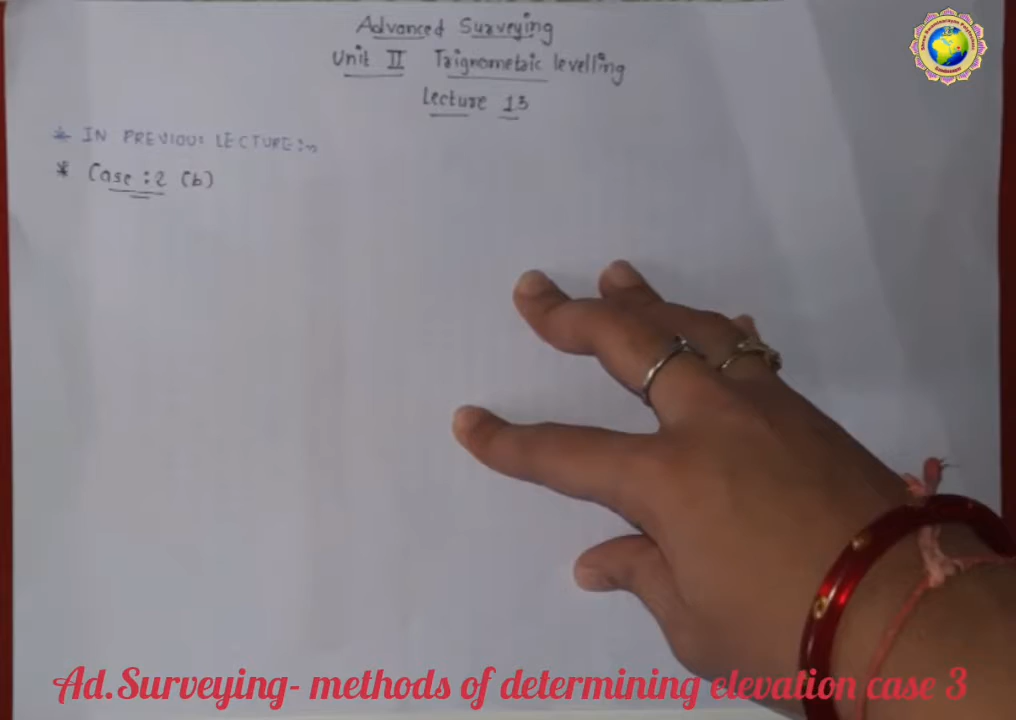 Advanced Surveying
Unit II Trignometric levelling
Lecture 13
* IN PREVIOUS LECTURE:~
* Case : 2 (b)
Ad.Surveying- methods of determining elevation case 3